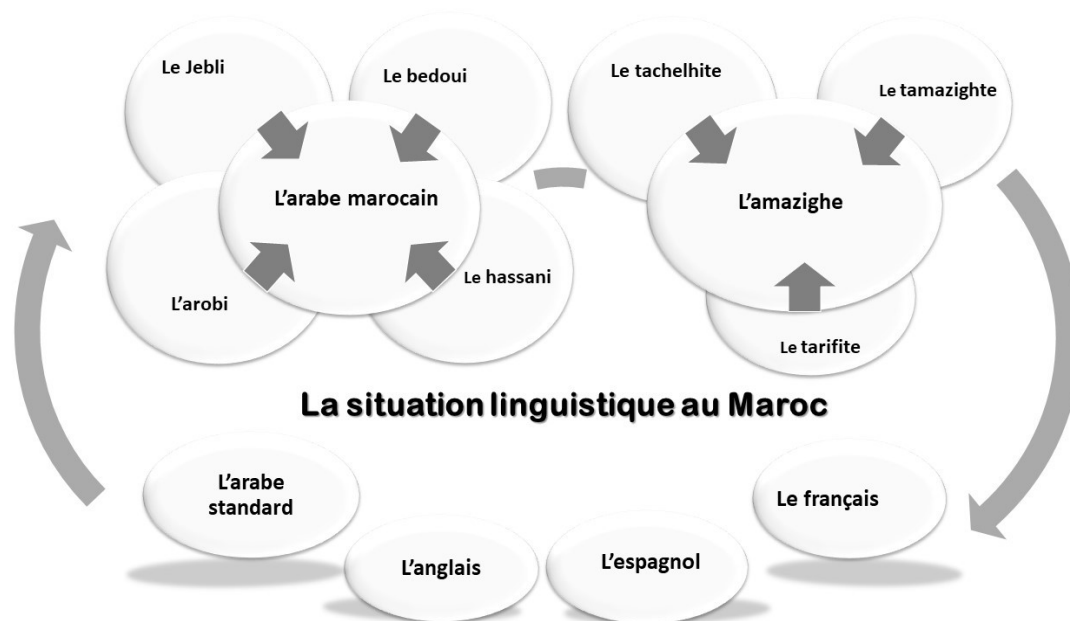 Le Jebli
Le bedoui
Le tachelhite
Le tamazighte
L'arabe marocain
L'amazighe
L'arobi
Le hassani
Le tarifite
La situation linguistique au Maroc
L'arabe
standard
L'anglais
L'espagnol
Le français